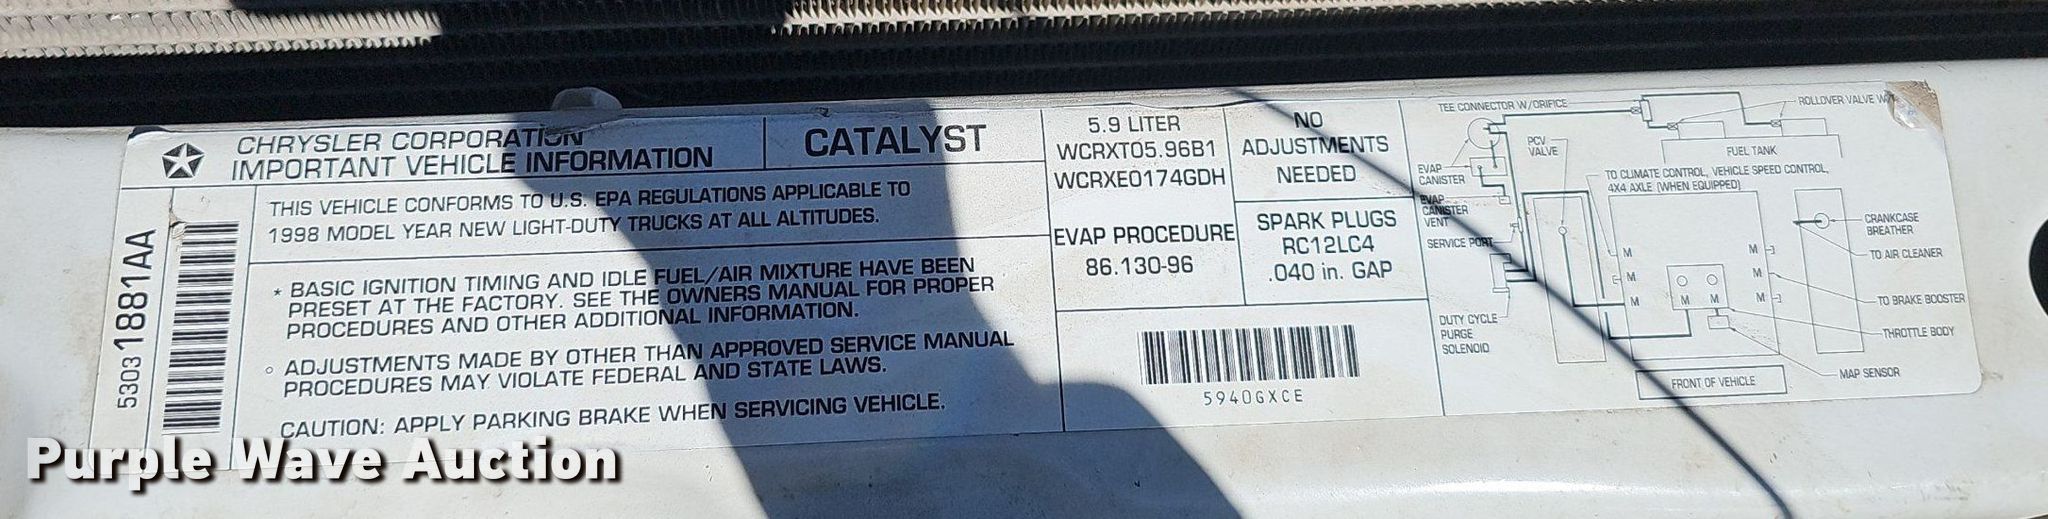 CHRYSLER CORPORATION
IMPORTANT VEHICLE INFORMATION
CATALYST
53031881AA
THIS VEHICLE CONFORMS TO U.S. EPA REGULATIONS APPLICABLE TO
1998 MODEL YEAR NEW LIGHT-DUTY TRUCKS AT ALL ALTITUDES.
* BASIC IGNITION TIMING AND IDLE FUEL/AIR MIXTURE HAVE BEEN
PRESET AT THE FACTORY. SEE THE OWNERS MANUAL FOR PROPER
PROCEDURES AND OTHER ADDITIONAL INFORMATION.
◦ ADJUSTMENTS MADE BY OTHER THAN APPROVED SERVICE MANUAL
PROCEDURES MAY VIOLATE FEDERAL AND STATE LAWS.
CAUTION: APPLY PARKING BRAKE WHEN SERVICING VEHICLE.
5.9 LITER
WCRXT05.96B1
WCRXE0174GDH
EVAP PROCEDURE
86.130-96
NO
ADJUSTMENTS
NEEDED
SPARK PLUGS
RC12LC4
.040 in. GAP
5940GXCE
TEE CONNECTOR W/ORIFICE
ROLLOVER VALVE
PCV
VALVE
FUEL TANK
EVAP
CANISTER
TO CLIMATE CONTROL, VEHICLE SPEED CONTROL,
4X4 AXLE (WHEN EQUIPPED)
EVAP
CANISTER
VENT
SERVICE PORT
CRANKCASE
BREATHER
TO AIR CLEANER
M
M
M
M
M
M
M
M
TO BRAKE BOOSTER
DUTY CYCLE
PURGE
SOLENOID
THROTTLE BODY
MAP SENSOR
FRONT OF VEHICLE
Purple Wave Auction